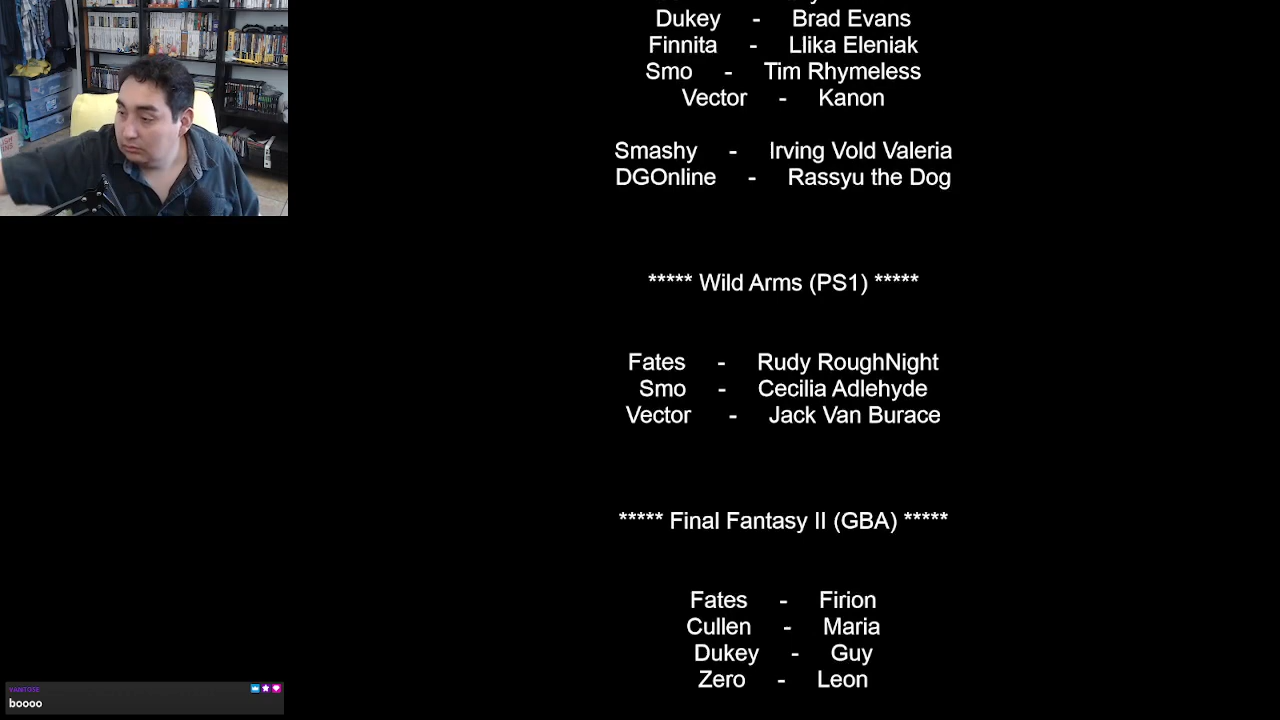 Dukey - Brad Evans
Finnita - Llika Eleniak
Smo - Tim Rhymeless
Vector - Kanon
Smashy - Irving Vold Valeria
DGOnline - Rassyu the Dog
***** Wild Arms (PS1) *****
Fates - Rudy RoughNight
Smo - Cecilia Adlehyde
Vector - Jack Van Burace
***** Final Fantasy II (GBA) *****
Fates - Firion
Cullen - Maria
Dukey - Guy
Zero - Leon
boooo